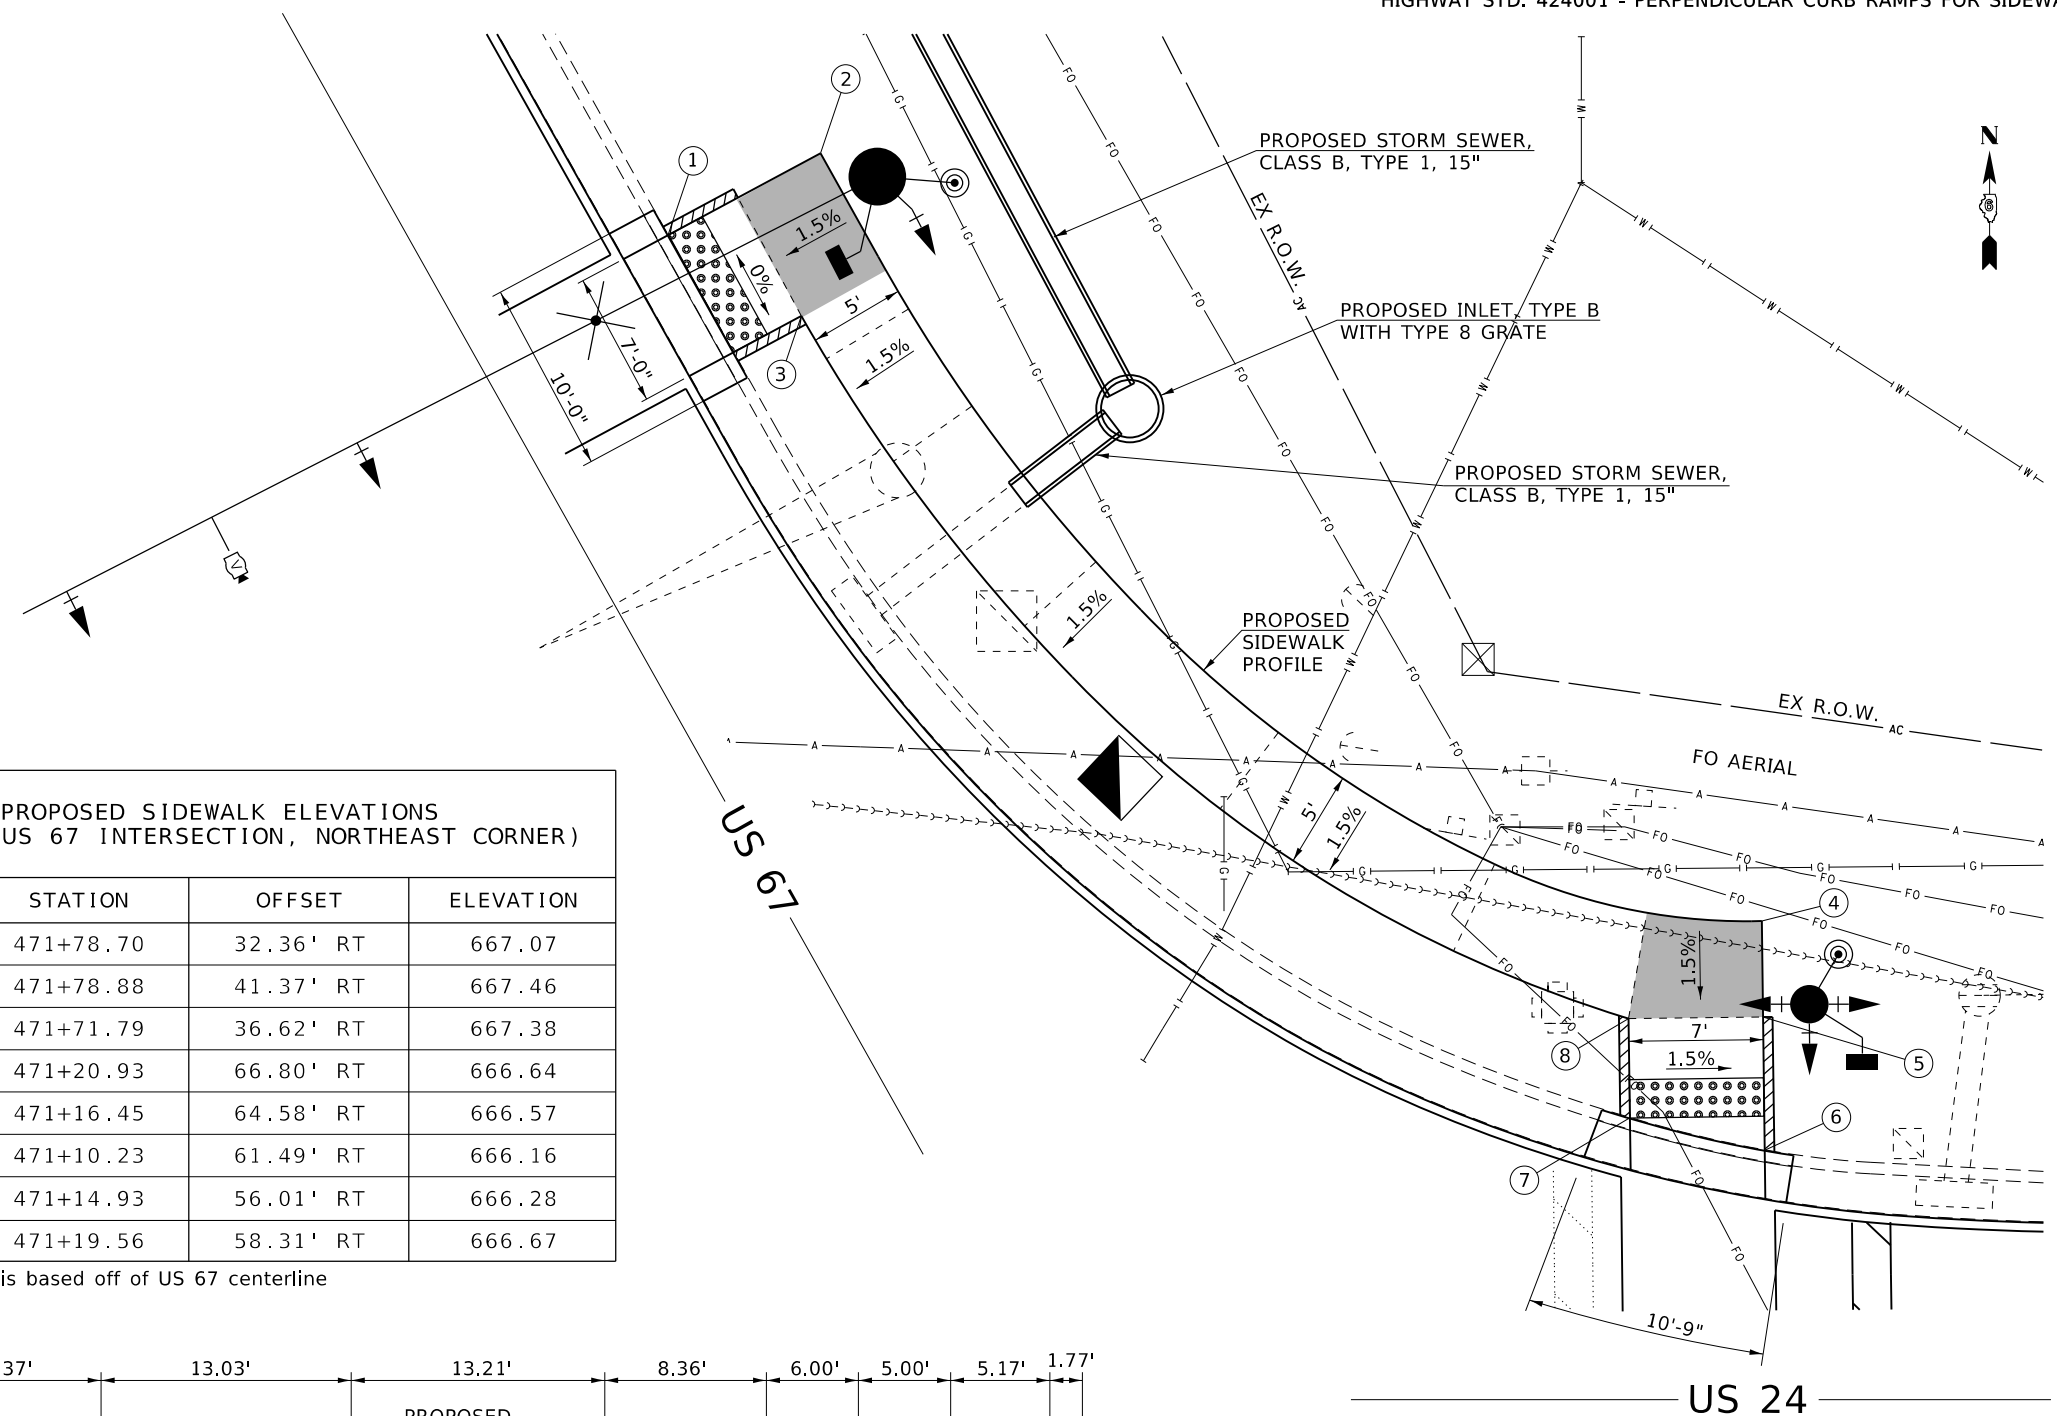 HIGHWAY STD. 424001 - PERPENDICULAR CURB RAMPS FOR SIDEWA
N
2
1
PROPOSED STORM SEWER,
CLASS B, TYPE 1, 15"
EX R.O.W. AC
1.5%
0%
5'
PROPOSED INLET, TYPE B
WITH TYPE 8 GRATE
7'-0"
10'-0"
3
1.5%
PROPOSED STORM SEWER,
CLASS B, TYPE 1, 15"
V
1.5%
PROPOSED
SIDEWALK
PROFILE
EX R.O.W. AC
FO AERIAL
5'
1.5%
US 67
PROPOSED SIDEWALK ELEVATIONS
US 67 INTERSECTION, NORTHEAST CORNER)
STATION OFFSET ELEVATION
471+78.70 32.36' RT 667.07
471+78.88 41.37' RT 667.46
471+71.79 36.62' RT 667.38
471+20.93 66.80' RT 666.64
471+16.45 64.58' RT 666.57
471+10.23 61.49' RT 666.16
471+14.93 56.01' RT 666.28
471+19.56 58.31' RT 666.67
is based off of US 67 centerline
4
1.5%
7'
1.5%
8
5
6
7
10'-9"
US 24
37' 13.03' 13.21' 8.36' 6.00' 5.00' 5.17' 1.77'
PROPOSED